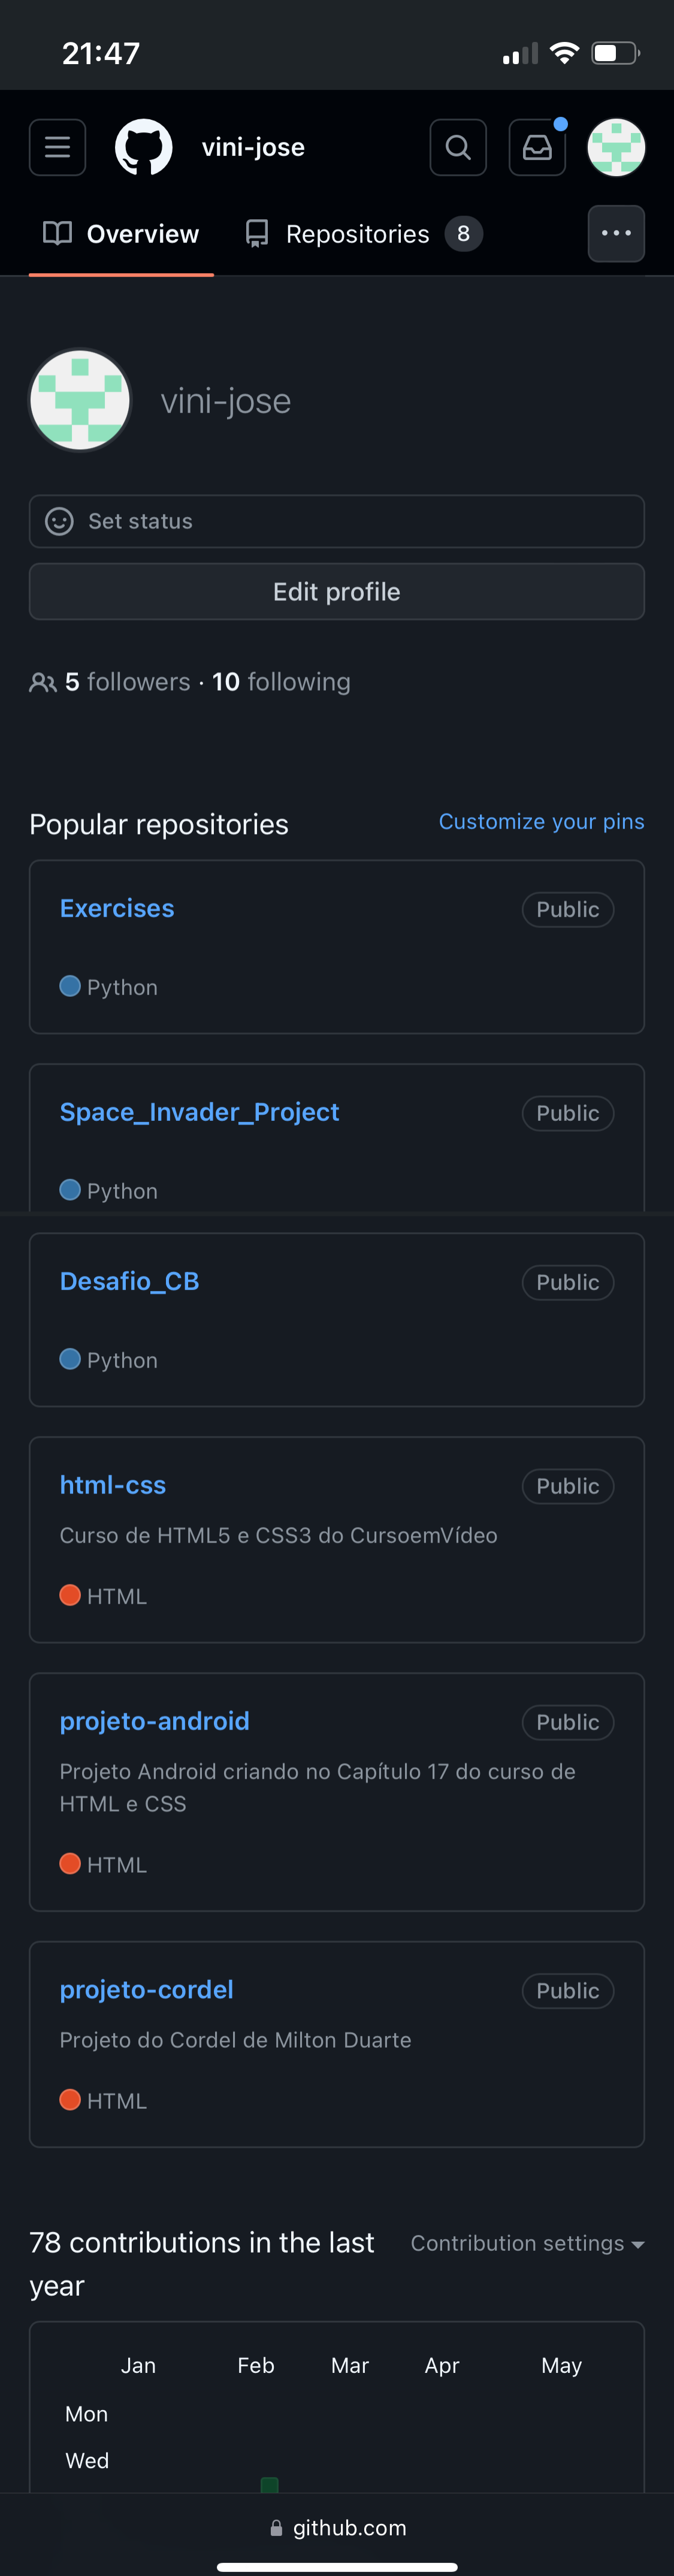 21:47
vini-jose
Overview
Repositories 8
vini-jose
Set status
Edit profile
5 followers · 10 following
Popular repositories
Customize your pins
Exercises
Public
Python
Space_Invader_Project
Public
Python
Desafio_CB
Public
Python
html-css
Public
Curso de HTML5 e CSS3 do CursoemVídeo
HTML
projeto-android
Public
Projeto Android criando no Capítulo 17 do curso de
HTML e CSS
HTML
projeto-cordel
Public
Projeto do Cordel de Milton Duarte
HTML
78 contributions in the last
year
Contribution settings
Jan Feb Mar Apr May
Mon
Wed
github.com